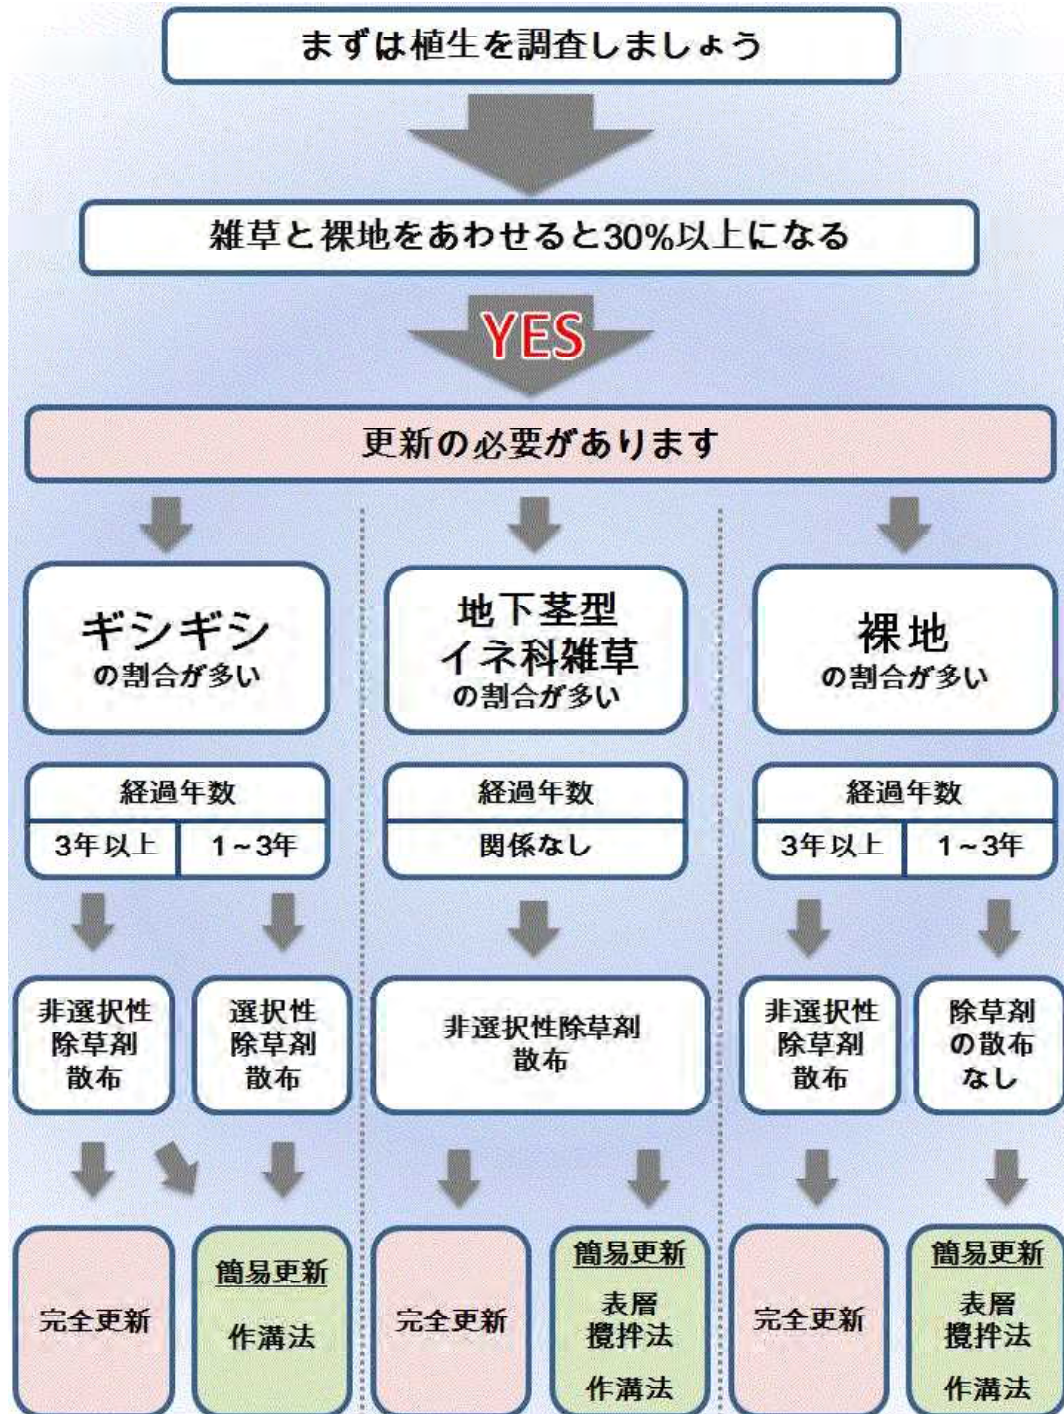 まずは植生を調査しましょう
雑草と裸地をあわせると30%以上になる
YES
更新の必要があります
ギシギシ
の割合が多い
地下茎型
イネ科雑草
の割合が多い
裸地
の割合が多い
経過年数
3年以上
1~3年
経過年数
関係なし
経過年数
3年以上
1~3年
非選択性
除草剤
散布
選択性
除草剤
散布
非選択性除草剤
散布
非選択性
除草剤
散布
除草剤
の散布
なし
完全更新
簡易更新
作溝法
完全更新
簡易更新
表層
攪拌法
作溝法
完全更新
簡易更新
表層
攪拌法
作溝法